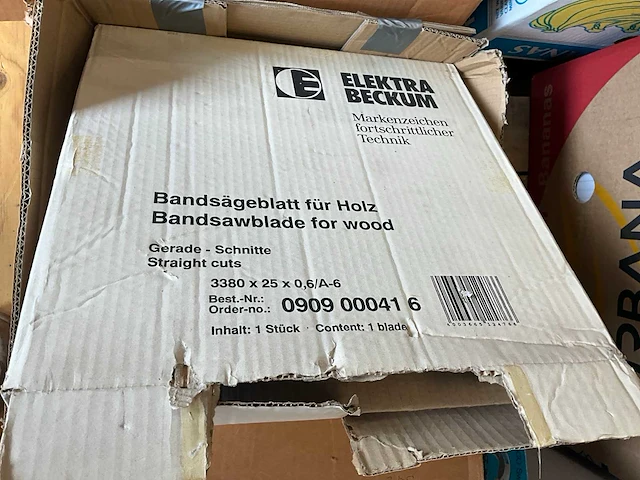 ELEKTRA
BECKUM
Markenzeichen
fortschrittlicher
Technik
Bandsägeblatt für Holz
Bandsawblade for wood
Gerade - Schnitte
Straight cuts
3380 x 25 x 0,6/A-6
Best.-Nr.:
Order-no.: 0909 00041 6
Inhalt: 1 Stück · Content: 1 blade
Bananas